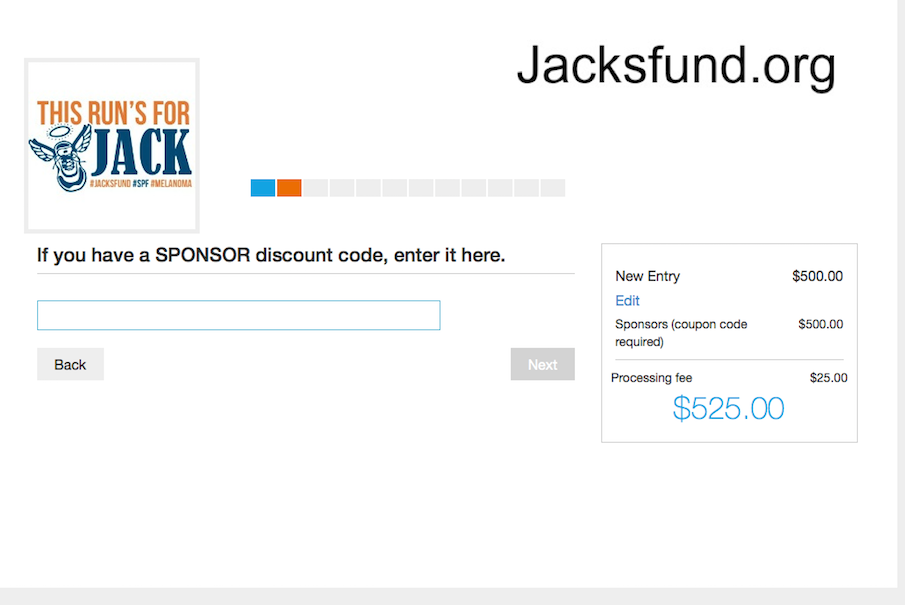 Jacksfund.org
THIS RUN'S FOR
JACK
#JACKSFUND #SPF #MELANOMA
If you have a SPONSOR discount code, enter it here.
Back
Next
New Entry $500.00
Edit
Sponsors (coupon code $500.00
required)
Processing fee $25.00
$525.00